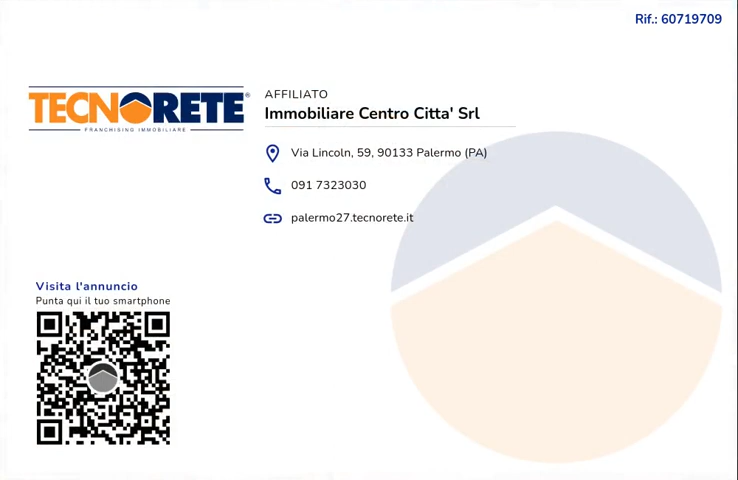 Rif.: 60719709
TECNORETE®
FRANCHISING IMMOBILIARE
AFFILIATO
Immobiliare Centro Citta' Srl
Via Lincoln, 59, 90133 Palermo (PA)
091 7323030
palermo27.tecnorete.it
Visita l'annuncio
Punta qui il tuo smartphone